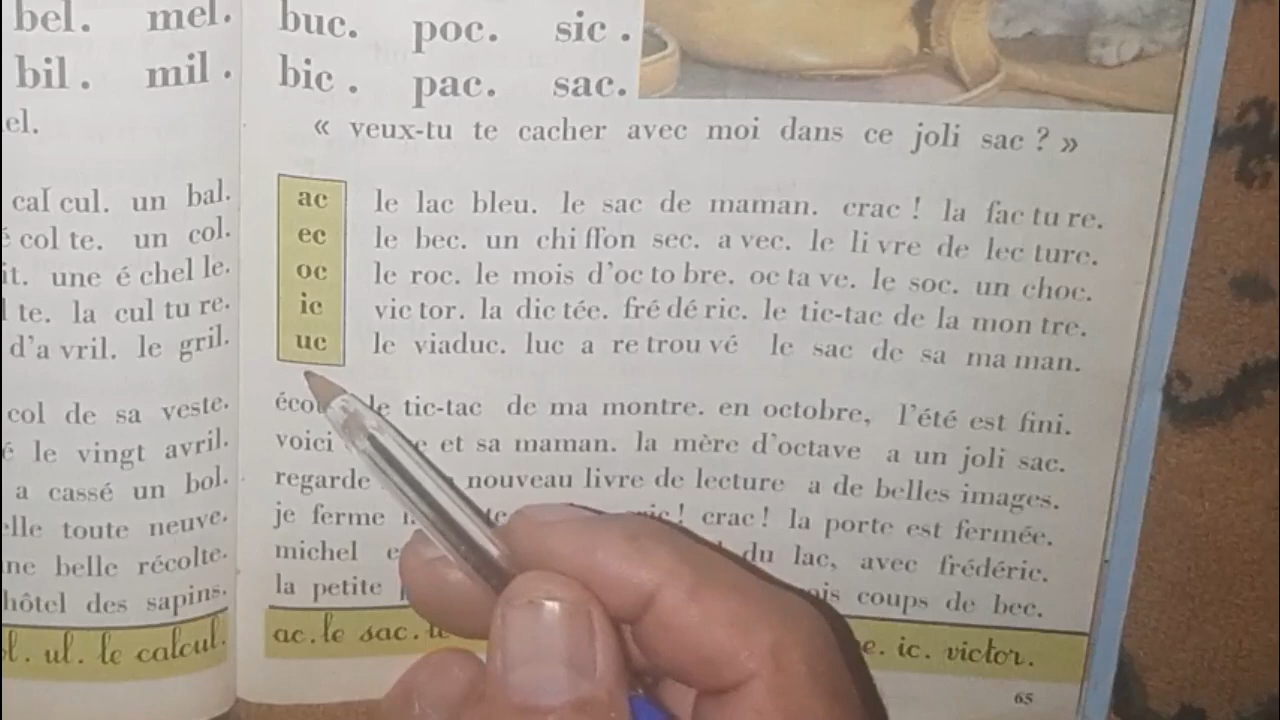 bel. mel.
bil. mil.
el.
cal cul. un bal.
é col te. un col.
it. une é chel le.
l te. la cul tu re.
d'a vril. le gril.
col de sa veste.
é le vingt avril.
a cassé un bol.
elle toute neuve.
ne belle récolte.
hôtel des sapins.
l. ul. le calcul.
buc. poc. sic.
bic. pac. sac.
« veux-tu te cacher avec moi dans ce joli sac ? »
ac le lac bleu. le sac de maman. crac ! la fac tu re.
ec le bec. un chi ffon sec. a vec. le li vre de lec ture.
oc le roc. le mois d'oc to bre. oc ta ve. le soc. un choc.
ic vic tor. la dic tée. fré dé ric. le tic-tac de la mon tre.
uc le viaduc. luc a re trou vé le sac de sa ma man.
le tic-tac de ma montre. en octobre, l'été est fini.
voici et sa maman. la mère d'octave a un joli sac.
regarde nouveau livre de lecture a de belles images.
je ferme crac ! la porte est fermée.
michel du lac, avec frédéric.
la petite coups de bec.
ac. le sac. ic. victor.
65